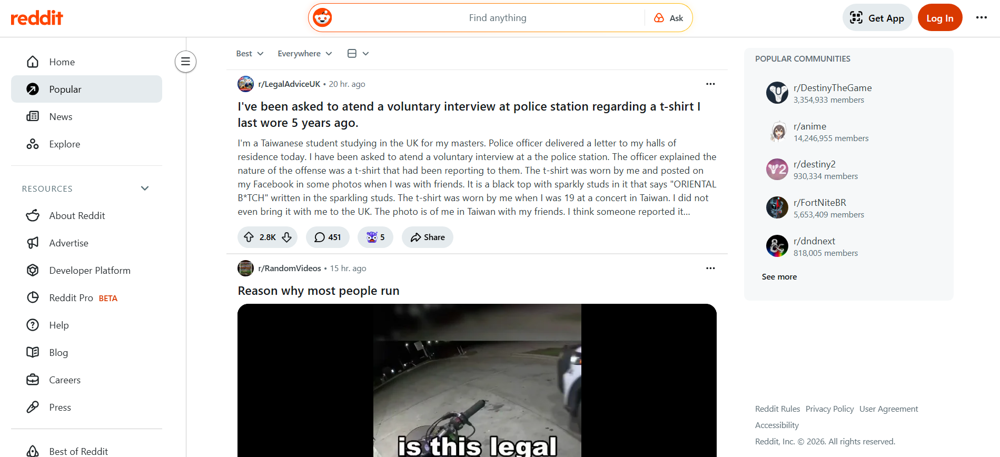 reddit
Find anything
Ask
Get App
Log In
Home
Popular
News
Explore
RESOURCES
About Reddit
Advertise
Developer Platform
Reddit Pro BETA
Help
Blog
Careers
Press
Best of Reddit
Best
Everywhere
r/LegalAdviceUK • 20 hr. ago
I've been asked to atend a voluntary interview at police station regarding a t-shirt I
last wore 5 years ago.
I'm a Taiwanese student studying in the UK for my masters. Police officer delivered a letter to my halls of
residence today. I have been asked to atend a voluntary interview at a the police station. The officer explained the
nature of the offense was a t-shirt that had been reporting to them. The t-shirt was worn by me and posted on
my Facebook in some photos when I was with friends. It is a black top with sparkly studs in it that says "ORIENTAL
B*TCH" written in the sparkling studs. The t-shirt was worn by me when I was 19 at a concert in Taiwan. I did not
even bring it with me to the UK. The photo is of me in Taiwan with my friends. I think someone reported it...
2.8K
451
5
Share
r/RandomVideos • 15 hr. ago
Reason why most people run
is this legal
POPULAR COMMUNITIES
r/DestinyTheGame
3,354,933 members
r/anime
14,246,955 members
r/destiny2
930,334 members
r/FortNiteBR
5,653,409 members
r/dndnext
818,005 members
See more
Reddit Rules Privacy Policy User Agreement
Accessibility
Reddit, Inc. © 2026. All rights reserved.